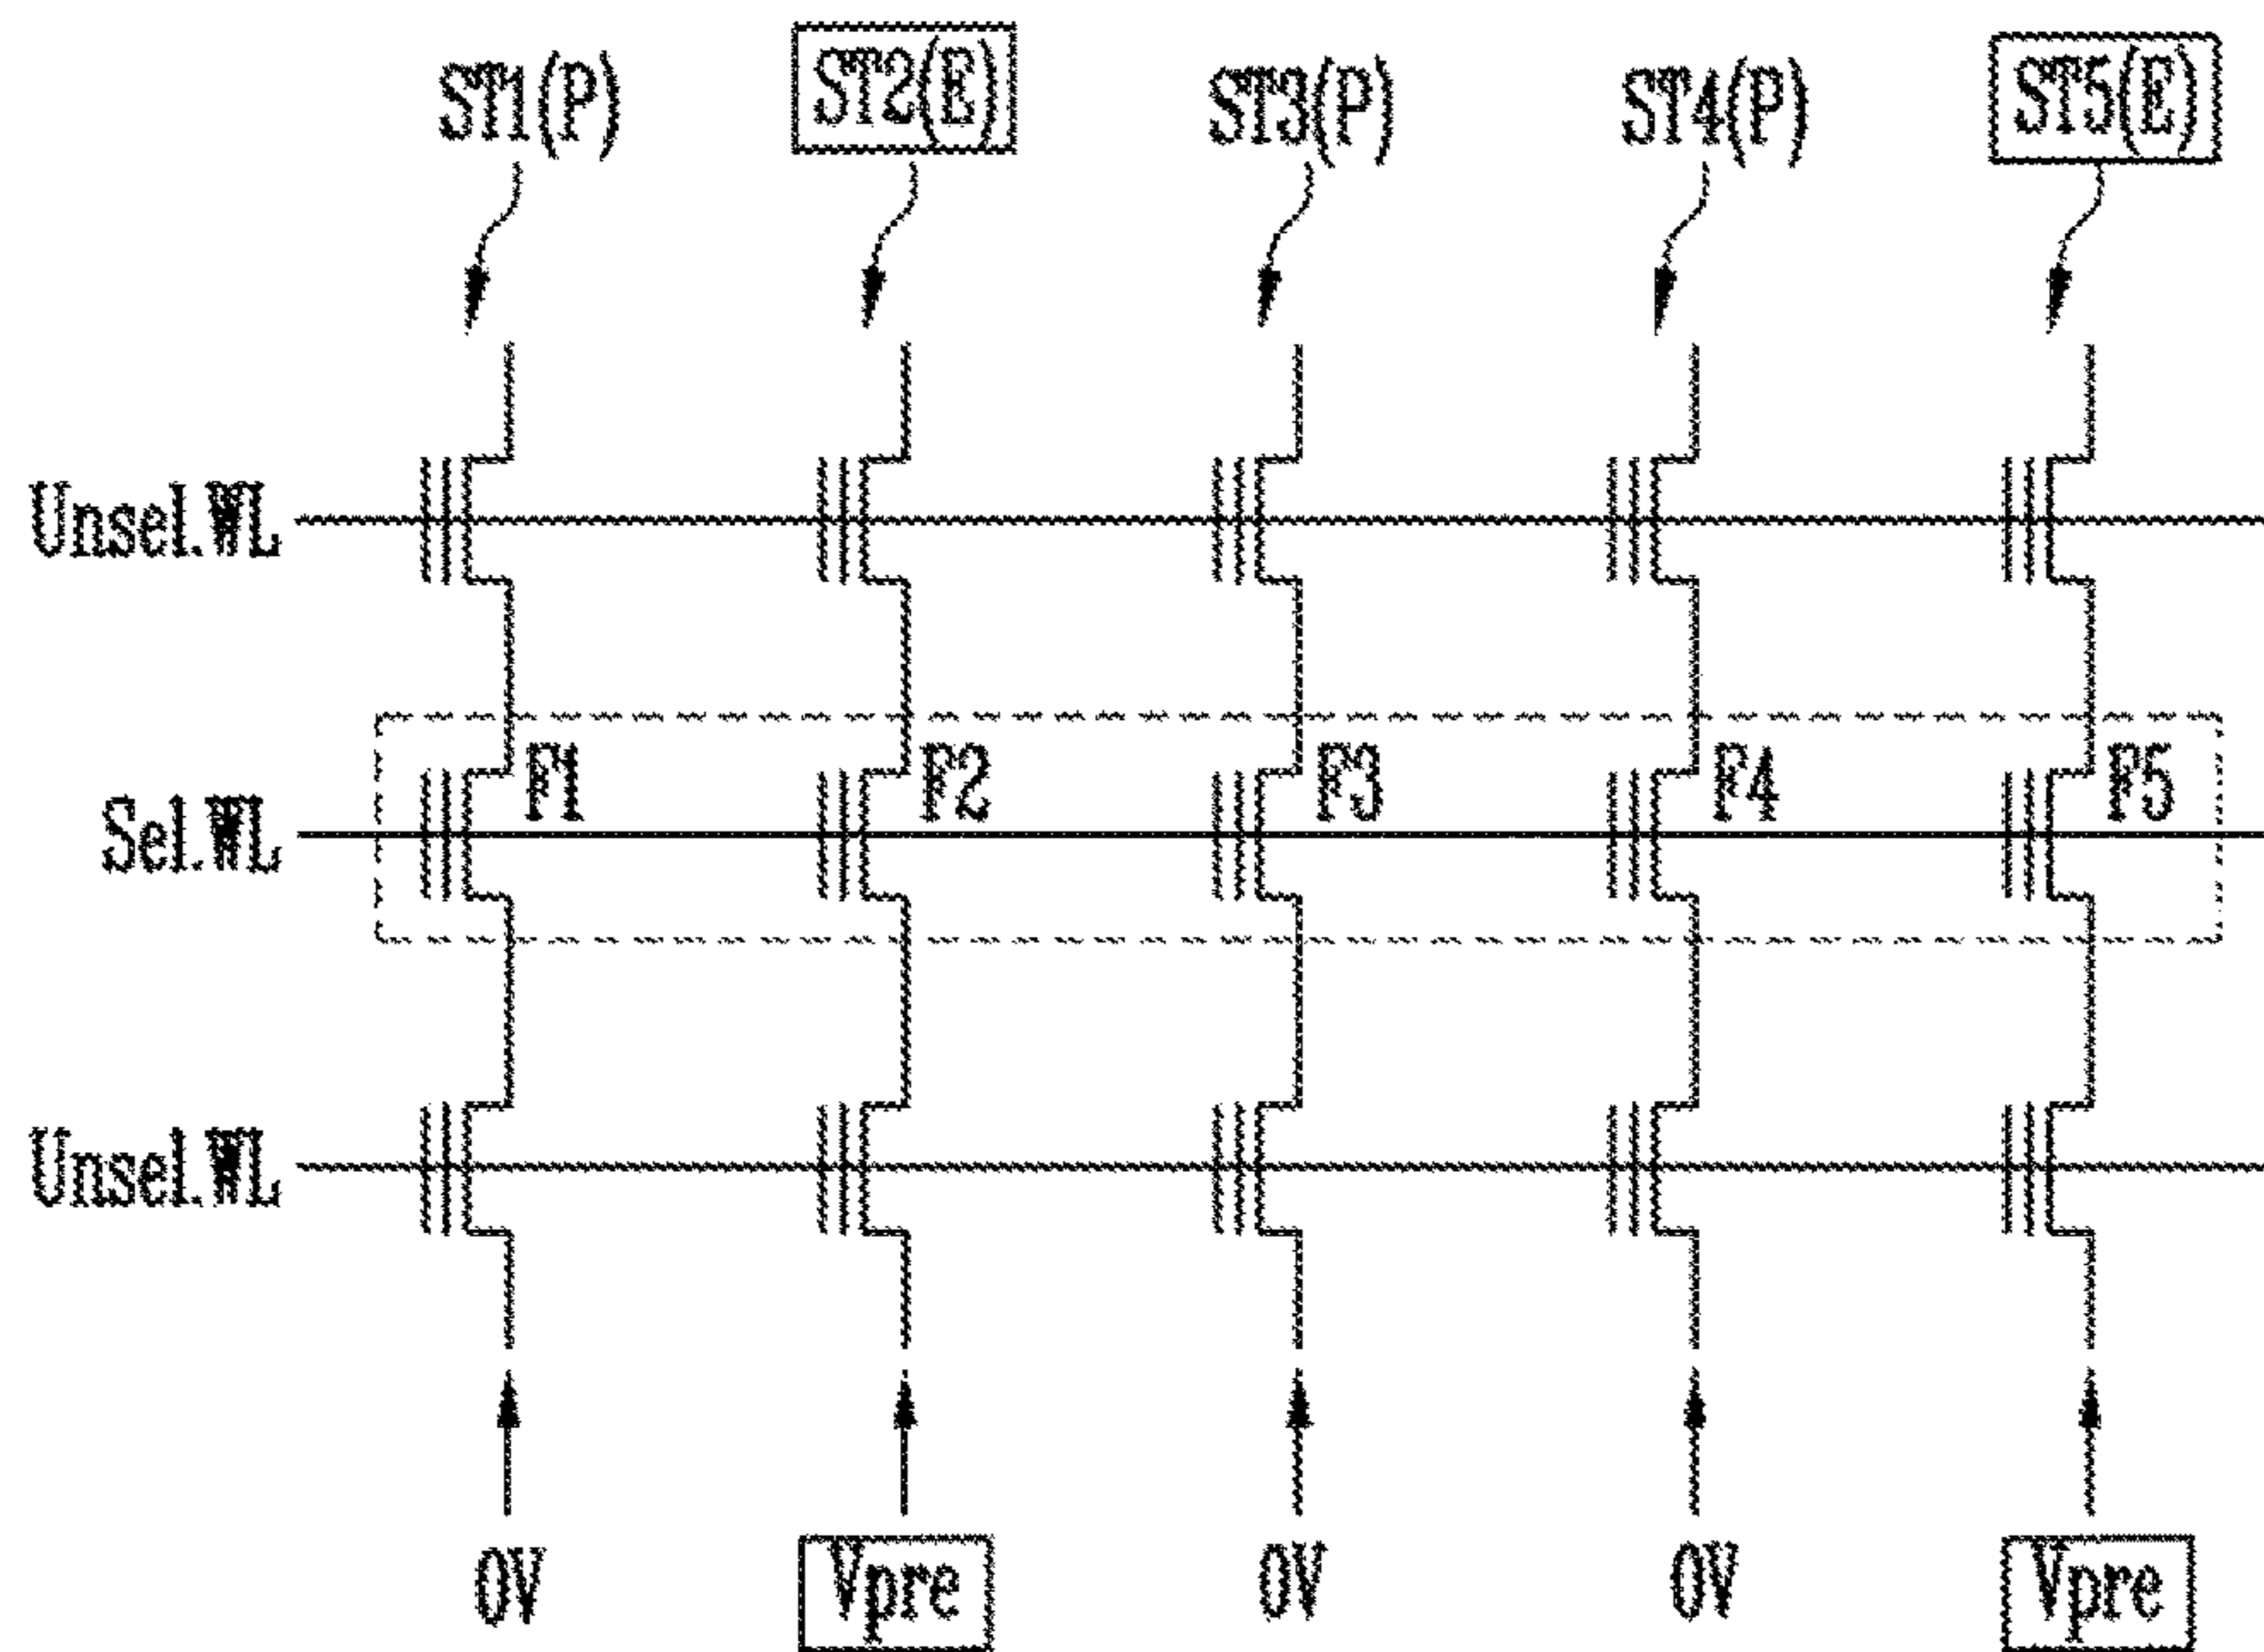 ST1(P) ST2(E) ST3(P) ST4(P) ST5(E)
Unsel.WL
F1 F2 F3 F4 F5
Sel.WL
Unsel.WL
0V Vpre 0V 0V Vpre